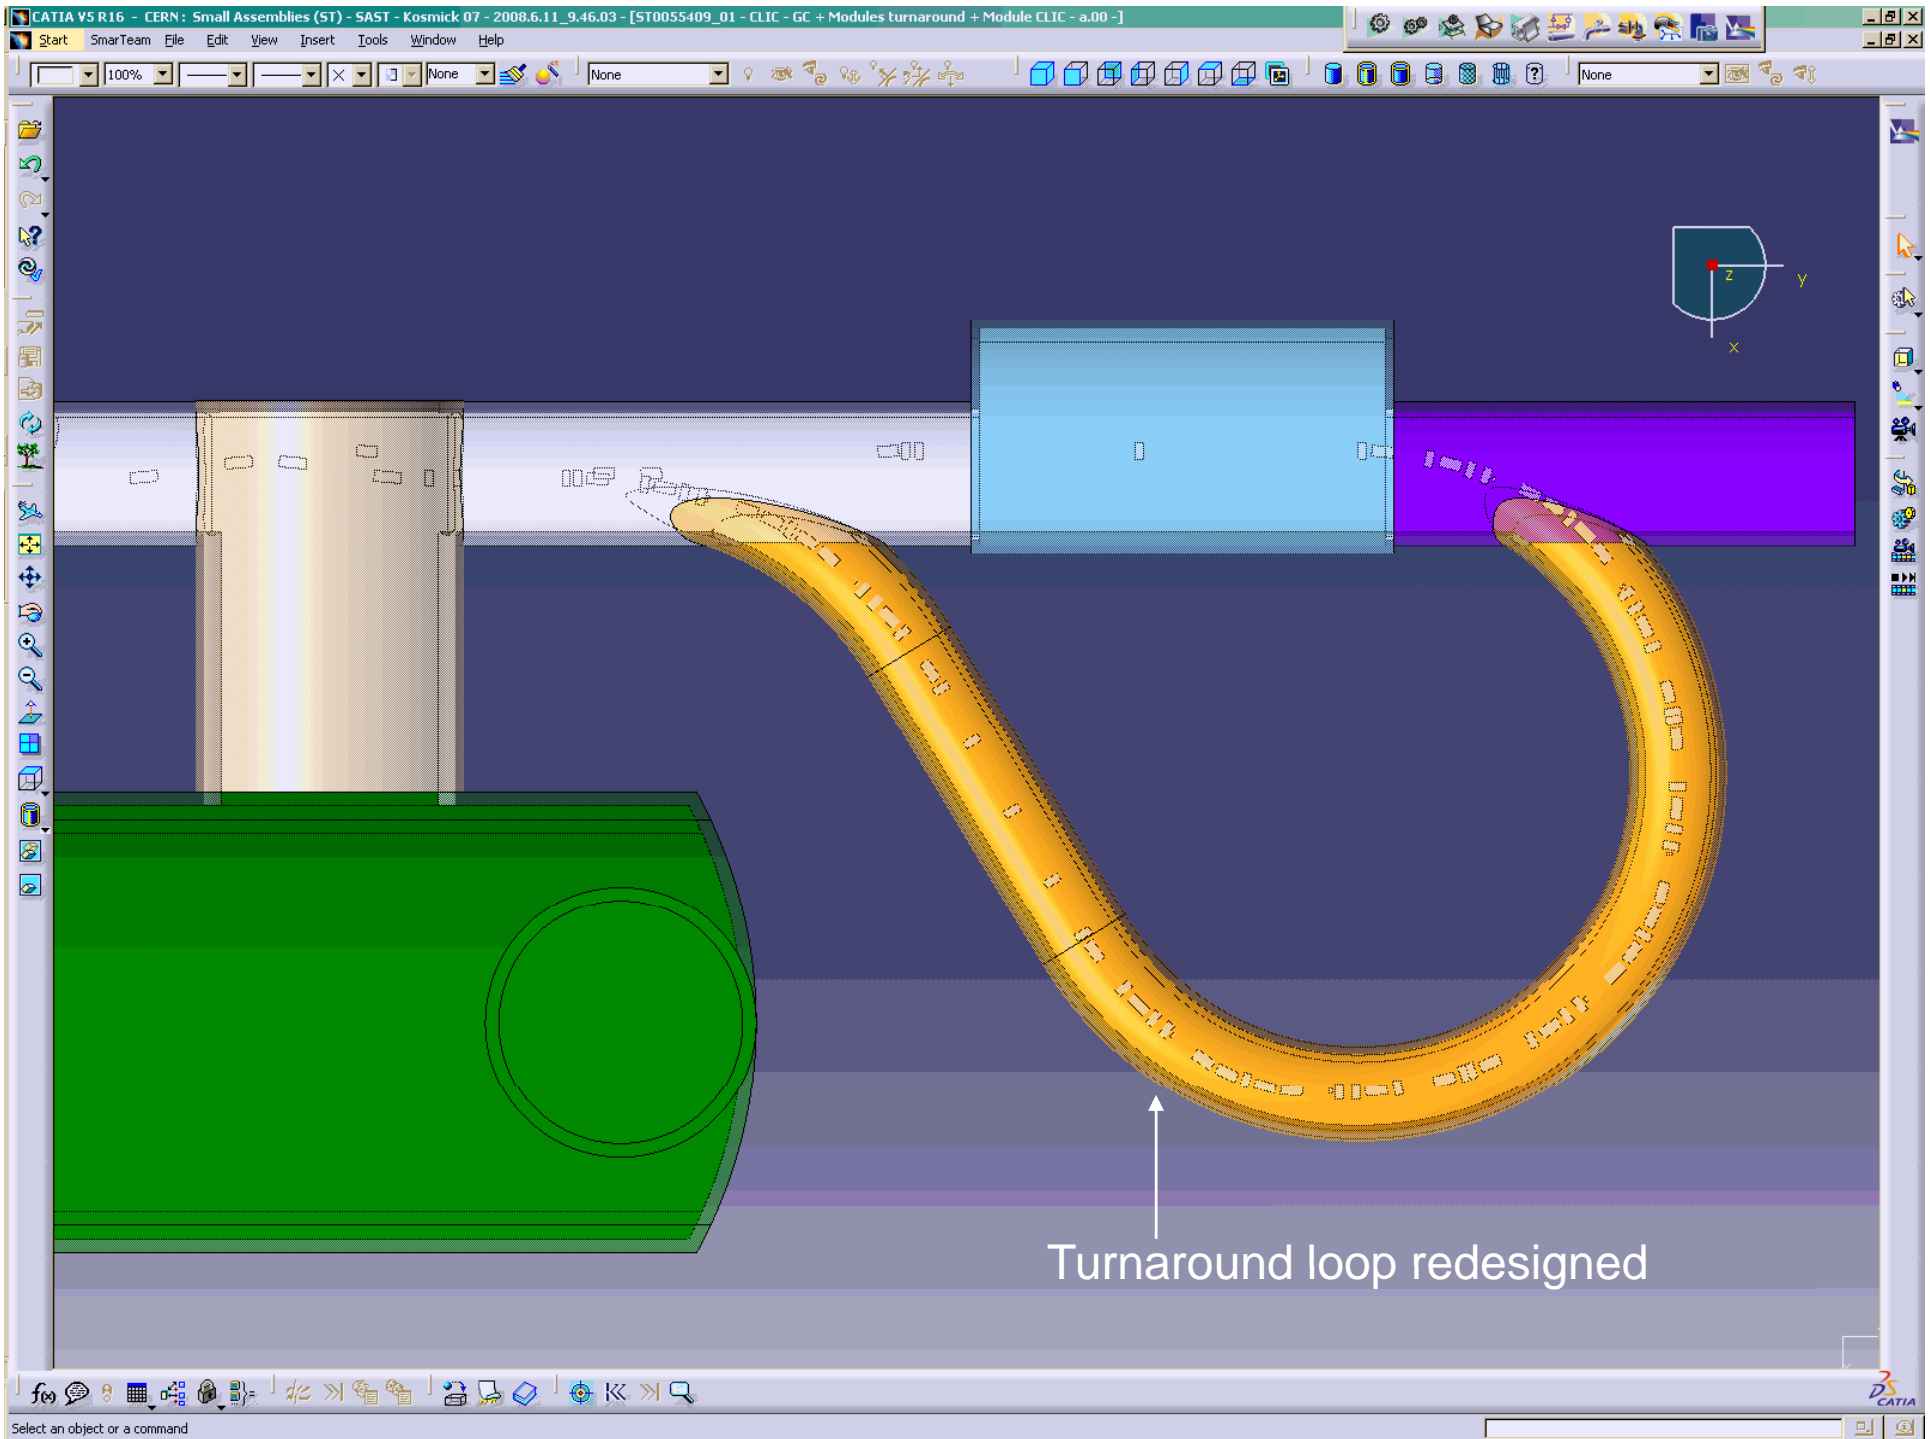 CATIA V5 R16 - CERN : Small Assemblies (ST) - SAST - Kosmick 07 - 2008.6.11_9.46.03 - [ST0055409_01 - CLIC - GC + Modules turnaround + Module CLIC - a.00 -]
Start SmarTeam File Edit View Insert Tools Window Help
100% None None None
z
y
x
Turnaround loop redesigned
f(x)
DS
CATIA
Select an object or a command